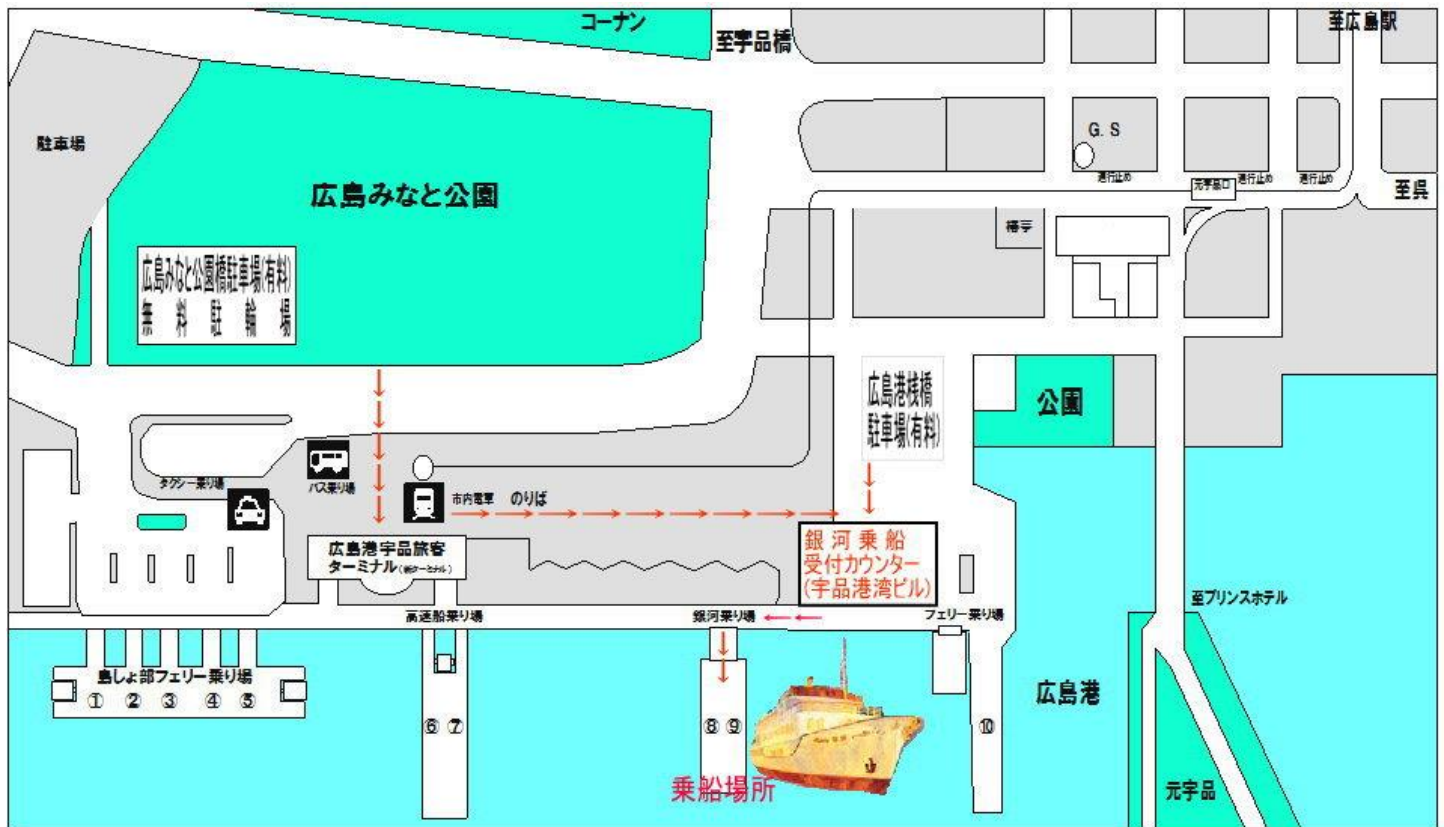 コーナン
至宇品橋
至広島駅
駐車場
広島みなと公園
G.S
通行止め
元宇品口
通行止め
通行止め
至呉
椿亭
広島みなと公園橋駐車場(有料)
無料駐輪場
広島港桟橋
駐車場(有料)
公園
タクシー乗り場
バス乗り場
市内電車 のりば
広島港宇品旅客
ターミナル(新ターミナル)
銀河乗船
受付カウンター
(宇品港湾ビル)
至プリンスホテル
高速船乗り場
銀河乗り場
フェリー乗り場
島しょ部フェリー乗り場
① ② ③ ④ ⑤
⑥ ⑦
⑧ ⑨
⑩
広島港
乗船場所
元宇品